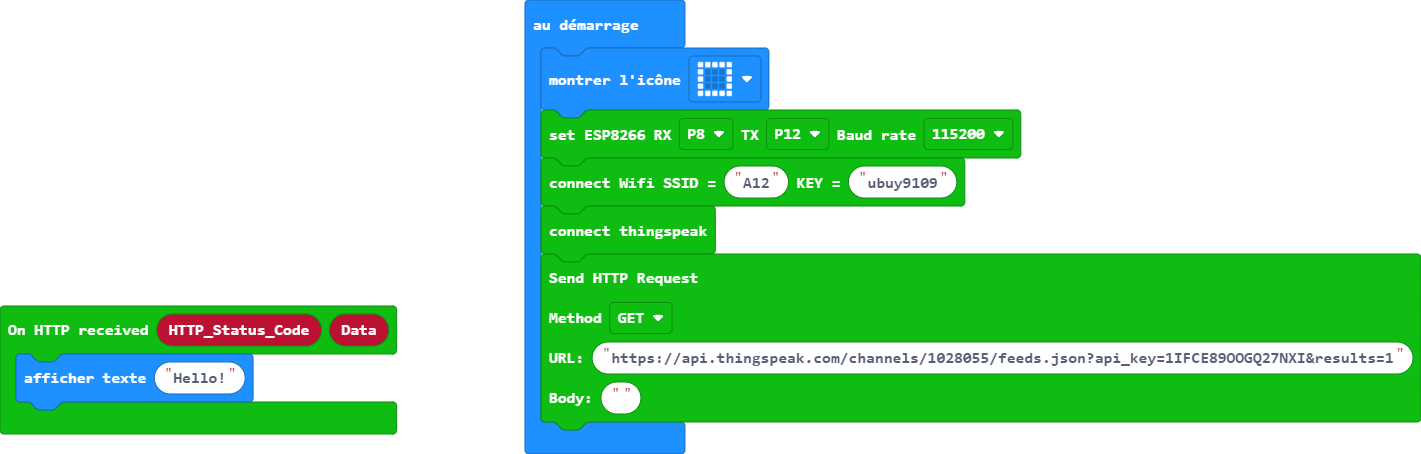 au démarrage
montrer l'icône
set ESP8266 RX P8 TX P12 Baud rate 115200
connect Wifi SSID = "A12" KEY = "ubuy9109"
connect thingspeak
Send HTTP Request
Method GET
URL: "https://api.thingspeak.com/channels/1028055/feeds.json?api_key=1IFCE89OOGQ27NXI&results=1"
Body: " "
On HTTP received HTTP_Status_Code Data
afficher texte "Hello!"